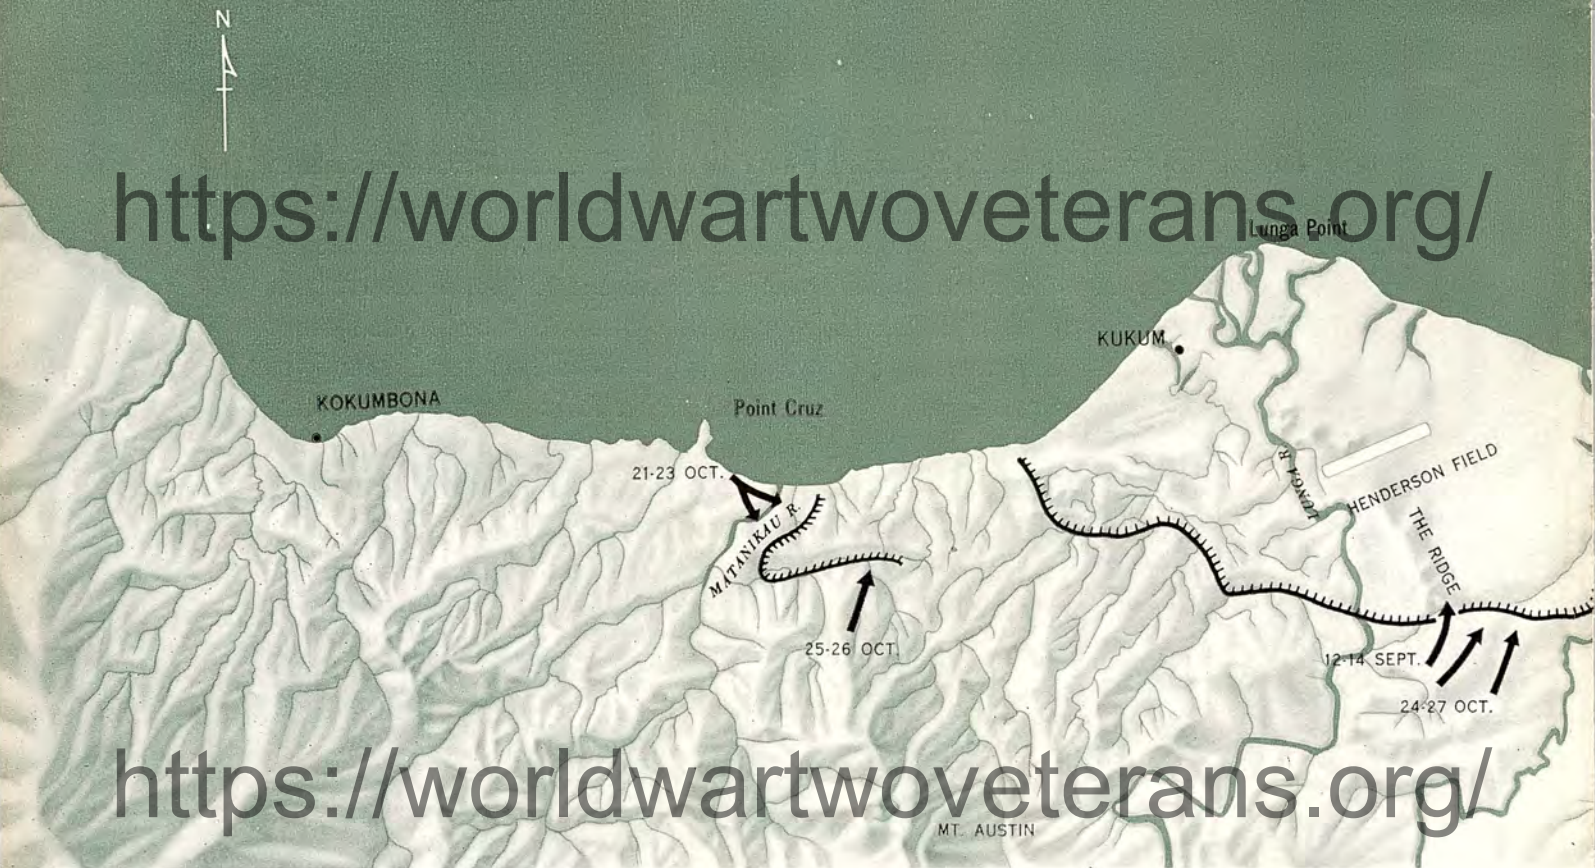 N
https://worldwartwoveterans.org/
Lunga Point
KUKUM
KOKUMBONA
Point Cruz
21-23 OCT.
MATANIKAU R.
LUNGA R.
HENDERSON FIELD
THE RIDGE
25-26 OCT.
12-14 SEPT.
24-27 OCT.
https://worldwartwoveterans.org/
MT. AUSTIN